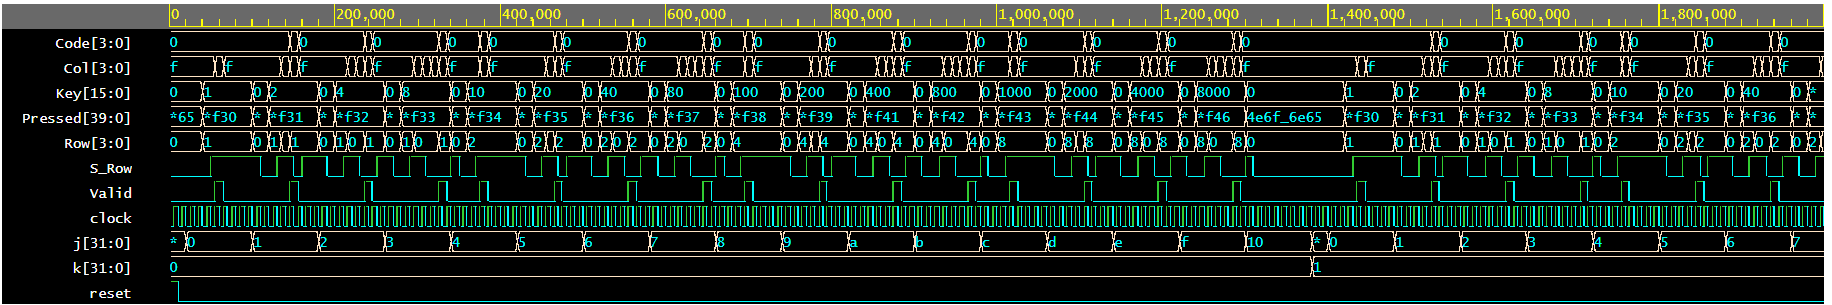 0 200,000 400,000 600,000 800,000 1,000,000 1,200,000 1,400,000 1,600,000 1,800,000
Code[3:0] 0 0 0 0 0 0 0 0 0 0 0 0 0 0 0 0 0 0 0 0 0 0 0 0
Col[3:0] f f f f f f f f f f f f f f f f f f f f f f f f f
Key[15:0] 0 1 0 2 0 4 0 8 0 10 0 20 0 40 0 80 0 100 0 200 0 400 0 800 0 1000 0 2000 0 4000 0 8000 0 1 0 2 0 4 0 8 0 10 0 20 0 40 0 *
Pressed[39:0] *65 *f30 * *f31 * *f32 * *f33 * *f34 * *f35 * *f36 * *f37 * *f38 * *f39 * *f41 * *f42 * *f43 * *f44 * *f45 * *f46 4e6f_6e65 *f30 * *f31 * *f32 * *f33 * *f34 * *f35 * *f36 * *
Row[3:0] 0 1 0 1 1 0 1 0 1 0 1 0 1 0 2 0 2 2 0 2 0 2 0 2 0 2 0 4 0 4 4 0 4 0 4 0 4 0 4 0 8 0 8 8 0 8 0 8 0 8 0 8 0 1 0 1 1 0 1 0 1 0 1 0 1 0 2 0 2 2 0 2 0 2 0 2
S_Row
Valid
clock
j[31:0] * 0 1 2 3 4 5 6 7 8 9 a b c d e f 10 * 0 1 2 3 4 5 6 7
k[31:0] 0 1
reset